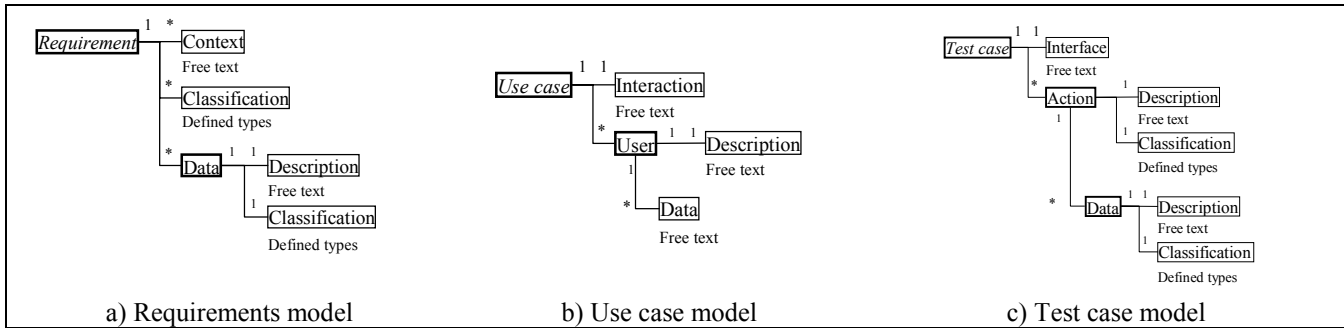 1 *
Requirement Context
Free text
*
Classification
Defined types
* 1 1
Data Description
Free text
1
Classification
Defined types
a) Requirements model
1 1
Use case Interaction
Free text
* 1 1
User Description
1 Free text
* Data
Free text
b) Use case model
1 1
Test case Interface
Free text
* 1
Action Description
1 Free text
1
Classification
Defined types
* 1 1
Data Description
Free text
1
Classification
Defined types
c) Test case model